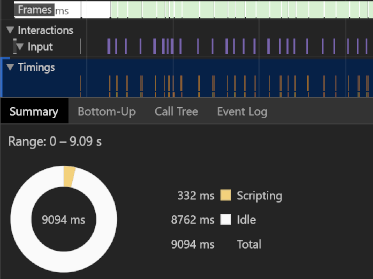 Frames ms
Interactions
Input
Timings
Summary Bottom-Up Call Tree Event Log
Range: 0 – 9.09 s
9094 ms
332 ms Scripting
8762 ms Idle
9094 ms Total